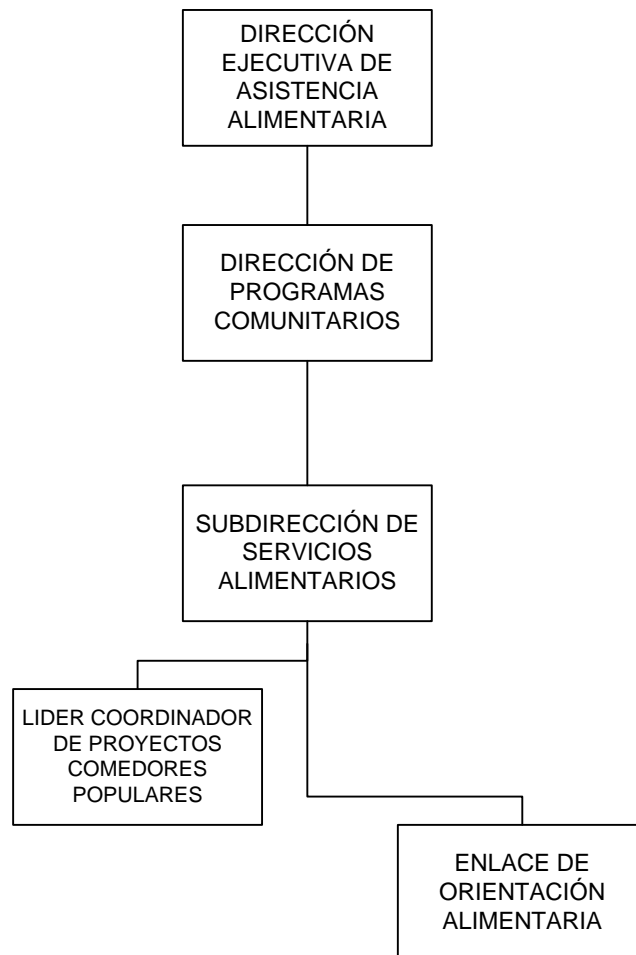 DIRECCIÓN
EJECUTIVA DE
ASISTENCIA
ALIMENTARIA
DIRECCIÓN DE
PROGRAMAS
COMUNITARIOS
SUBDIRECCIÓN DE
SERVICIOS
ALIMENTARIOS
LIDER COORDINADOR
DE PROYECTOS
COMEDORES
POPULARES
ENLACE DE
ORIENTACIÓN
ALIMENTARIA